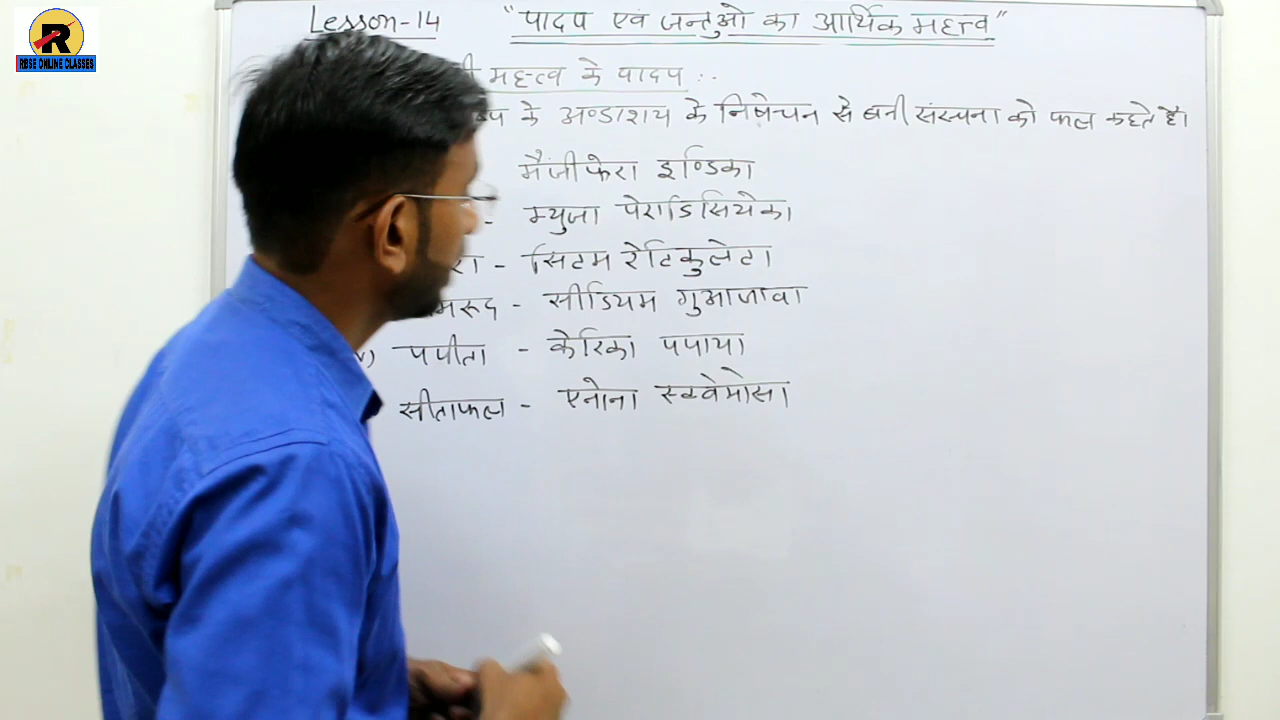 RBSE ONLINE CLASSES
Lesson-14 "पादप एवं जन्तुओ का आर्थिक महत्त्व"
महत्व के पादप :-
के अण्डाशय के निषेचन से बनी संरचना को फल कहते है।
मैंजीफेरा इण्डिका
- म्युजा पेराडिसियेका
- सिटम रेटिकुलेटा
मरूद - सीडियम गुआजावा
पपीता - केरिका पपाया
सीताफल - एनोना स्क्वेमोसा